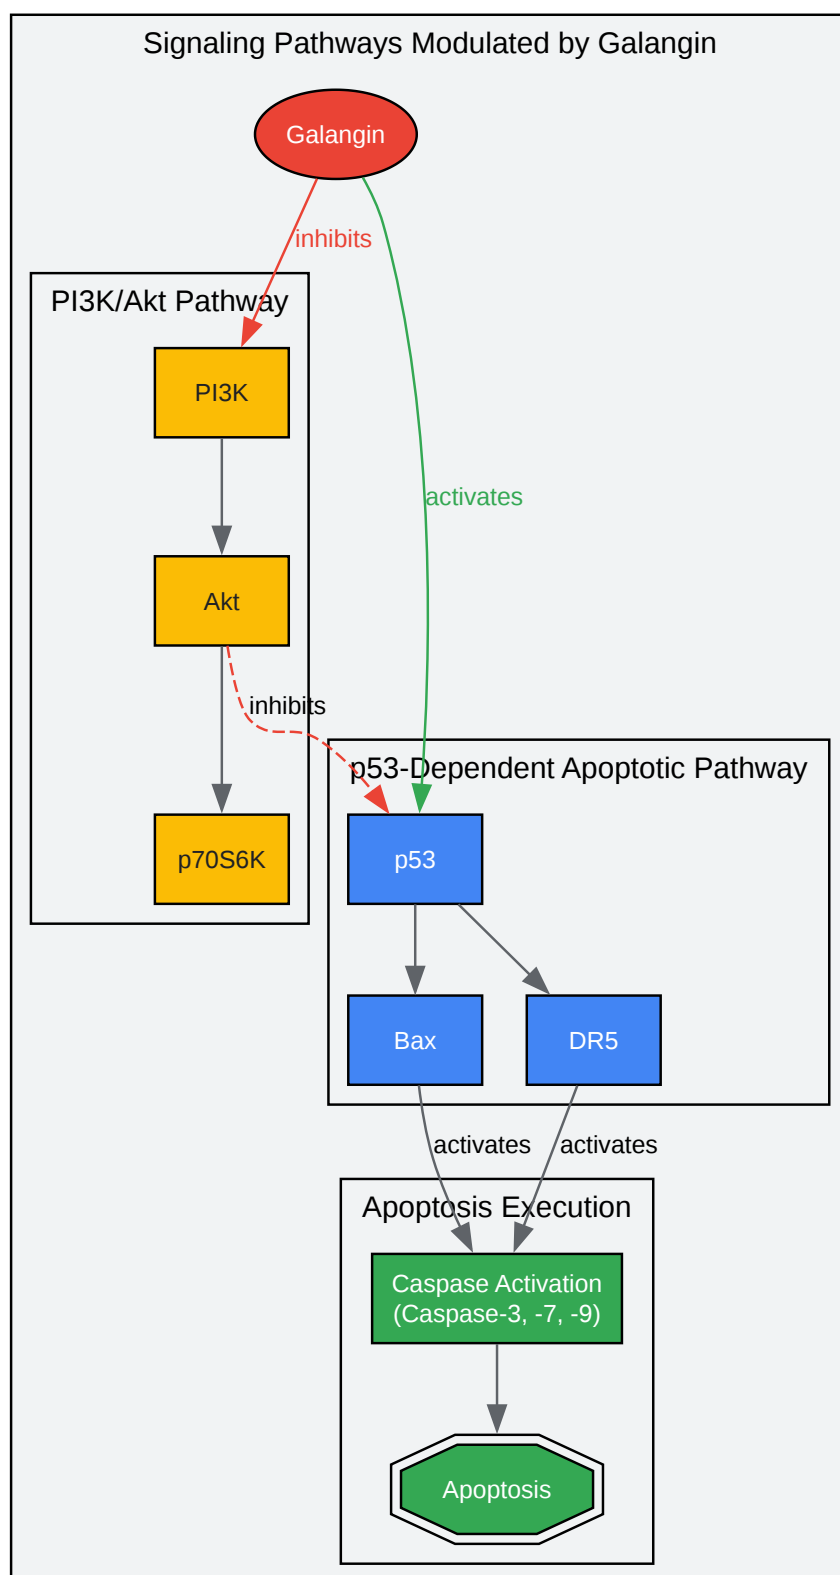 Signaling Pathways Modulated by Galangin
Galangin
inhibits
PI3K/Akt Pathway
PI3K
activates
Akt
inhibits
p53-Dependent Apoptotic Pathway
p70S6K
p53
Bax
DR5
activates
activates
Apoptosis Execution
Caspase Activation
(Caspase-3, -7, -9)
Apoptosis